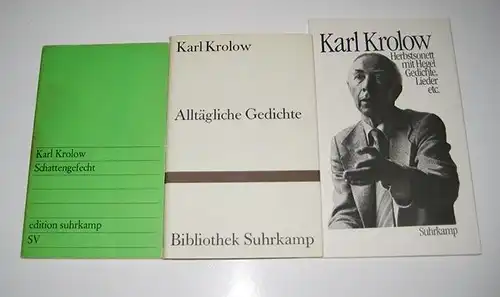 Karl Krolow
Schattengefecht
edition suhrkamp
SV
Karl Krolow
Alltägliche Gedichte
Bibliothek Suhrkamp
Karl Krolow
Herbstsonett
mit Hegel
Gedichte,
Lieder
etc.
Suhrkamp